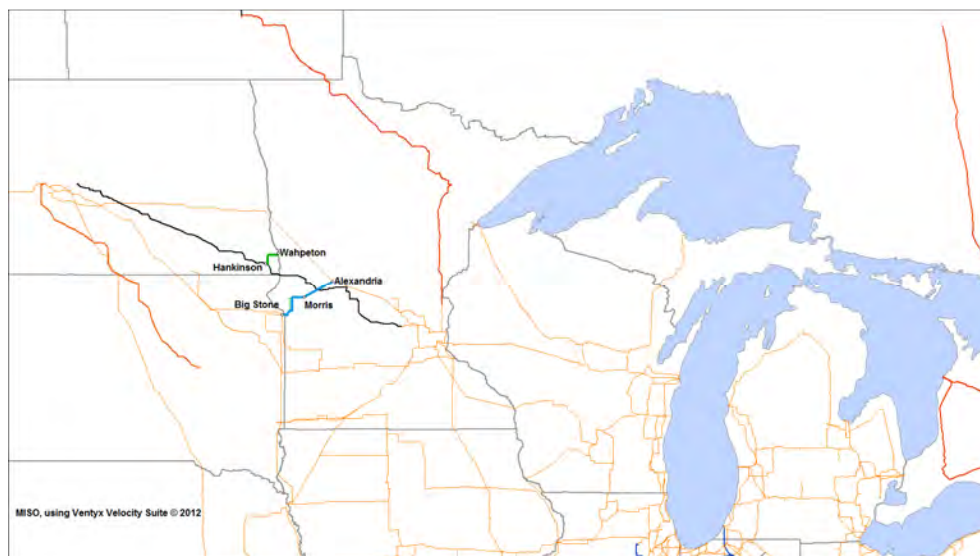 Wahpeton
Hankinson
Alexandria
Big Stone
Morris
MISO, using Ventyx Velocity Suite © 2012